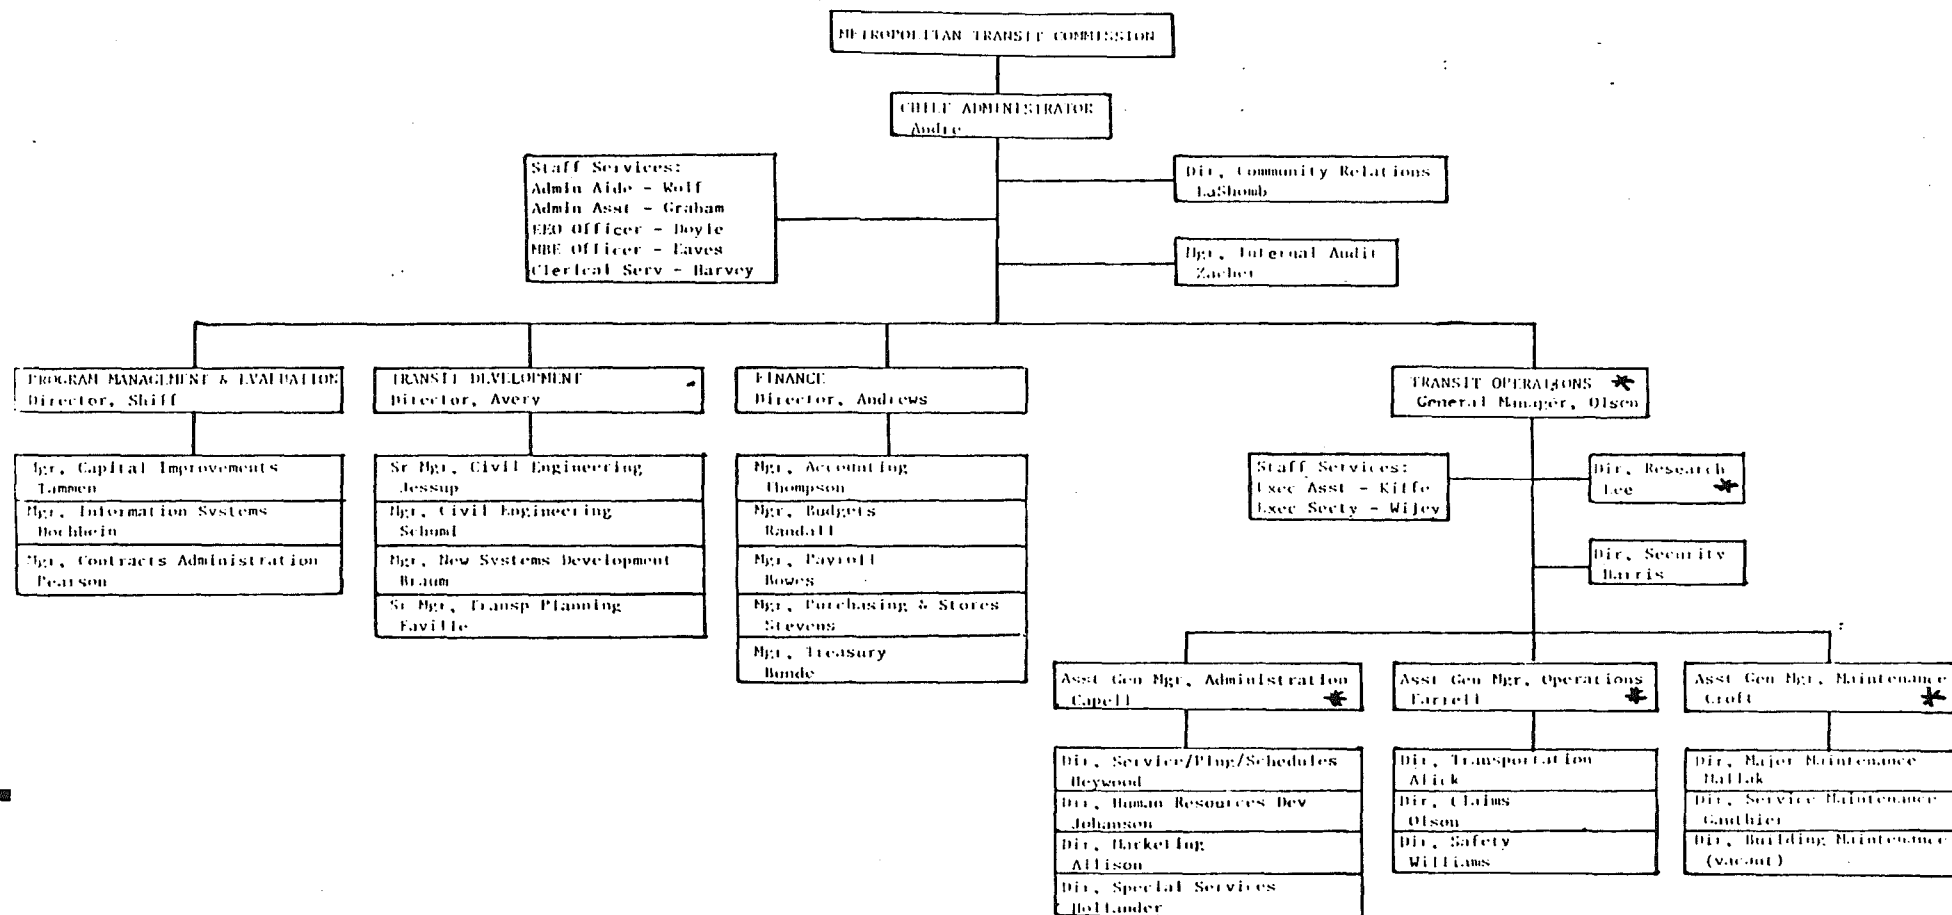 METROPOLITAN TRANSIT COMMISSION
CHIEF ADMINISTRATOR
Andre
Staff Services:
Admin Aide - Wolf
Admin Asst - Graham
EEO Officer - Doyle
MBE Officer - Eaves
Clerical Serv - Harvey
Dir, Community Relations
LaShomb
Mgr, Internal Audit
Zacher
PROGRAM MANAGEMENT & EVALUATION
Director, Shiff
TRANSIT DEVELOPMENT
Director, Avery
FINANCE
Director, Andrews
TRANSIT OPERATIONS *
General Manager, Olsen
Mgr, Capital Improvements
Tammen
Mgr, Information Systems
Hochhein
Mgr, Contracts Administration
Pearson
Sr Mgr, Civil Engineering
Jessup
Mgr, Civil Engineering
Mgr, New Systems Development
Braum
Sr Mgr, Transp Planning
Faville
Mgr, Accounting
Thompson
Mgr, Budgets
Randall
Mgr, Payroll
Bowes
Mgr, Purchasing & Stores
Stevens
Mgr, Treasury
Bunde
Staff Services:
Exec Asst - Kiffe
Exec Secty - Wiley
Dir, Research
Lee *
Dir, Security
Harris
Asst Gen Mgr, Administration
Capell *
Asst Gen Mgr, Operations
Farrell *
Asst Gen Mgr, Maintenance
Croft *
Dir, Service/Plng/Schedules
Heywood
Dir, Human Resources Dev
Johanson
Dir, Marketing
Allison
Dir, Special Services
Hollander
Dir, Transportation
Alick
Dir, Claims
Olson
Dir, Safety
Williams
Dir, Major Maintenance
Mallak
Dir, Service Maintenance
Gauthier
Dir, Building Maintenance
(vacant)